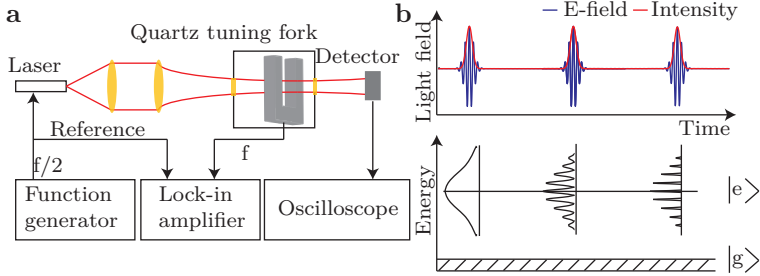 a
Quartz tuning fork
Detector
Laser
Reference
f
f/2
Function
generator
Lock-in
amplifier
Oscilloscope
b
E-field
Intensity
Light field
Time
Energy
|e>
|g>